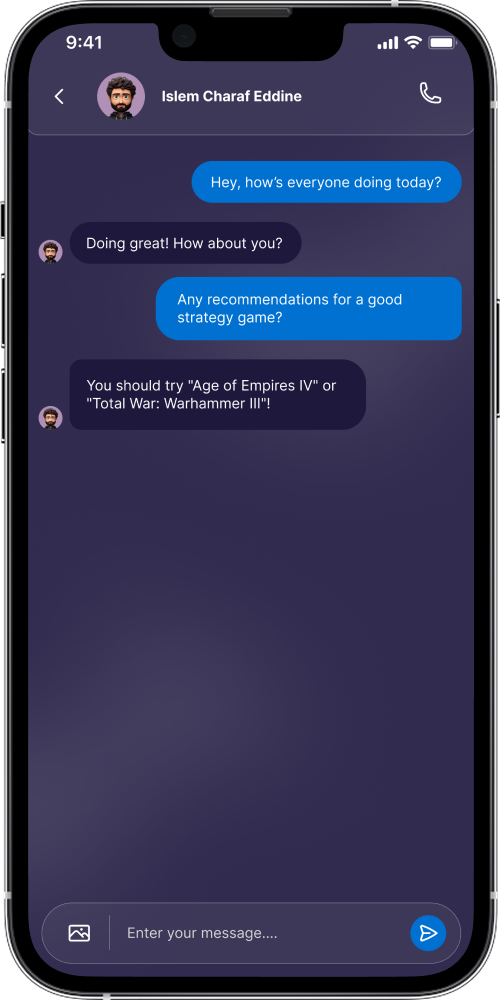 9:41
Islem Charaf Eddine
Hey, how’s everyone doing today?
Doing great! How about you?
Any recommendations for a good
strategy game?
You should try "Age of Empires IV" or
"Total War: Warhammer III"!
Enter your message....